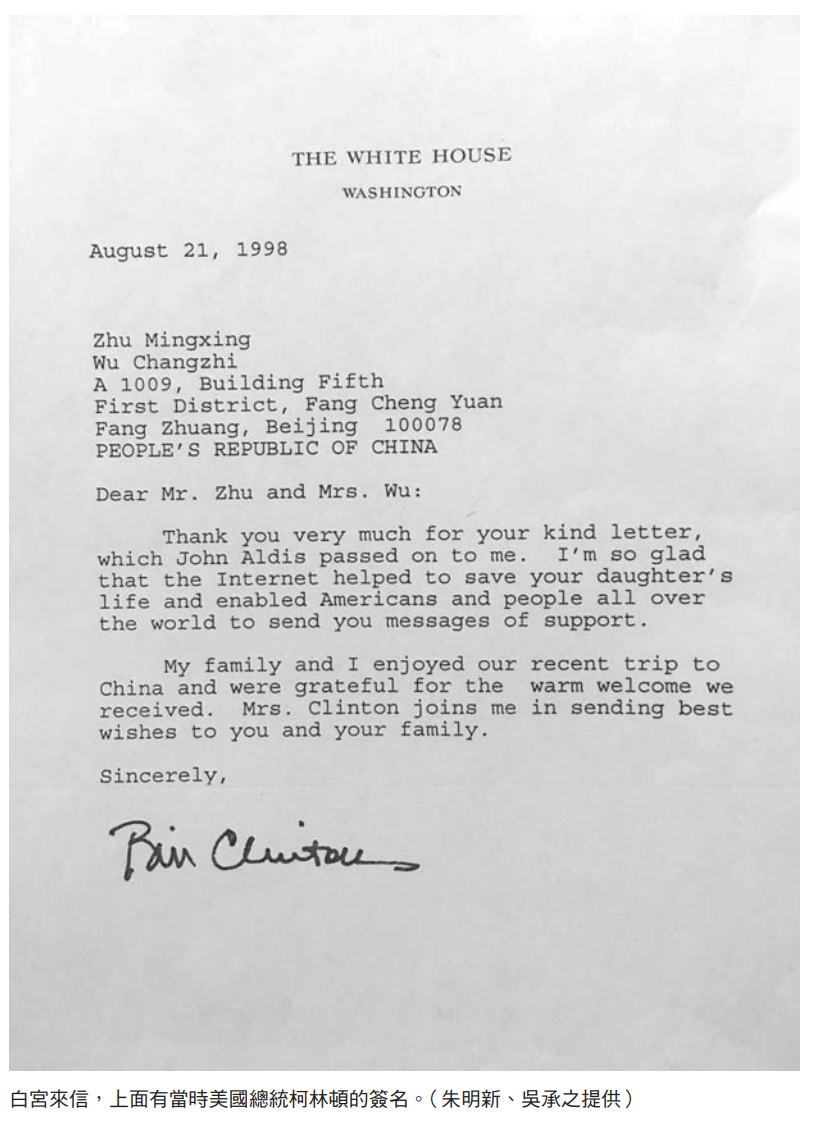 THE WHITE HOUSE
WASHINGTON
August 21, 1998
Zhu Mingxing
Wu Changzhi
A 1009, Building Fifth
First District, Fang Cheng Yuan
Fang Zhuang, Beijing  100078
PEOPLE'S REPUBLIC OF CHINA
Dear Mr. Zhu and Mrs. Wu:
Thank you very much for your kind letter,
which John Aldis passed on to me.  I'm so glad
that the Internet helped to save your daughter's
life and enabled Americans and people all over
the world to send you messages of support.
My family and I enjoyed our recent trip to
China and were grateful for the  warm welcome we
received.  Mrs. Clinton joins me in sending best
wishes to you and your family.
Sincerely,
Bill Clinton
白宮來信，上面有當時美國總統柯林頓的簽名。（朱明新、吳承之提供）